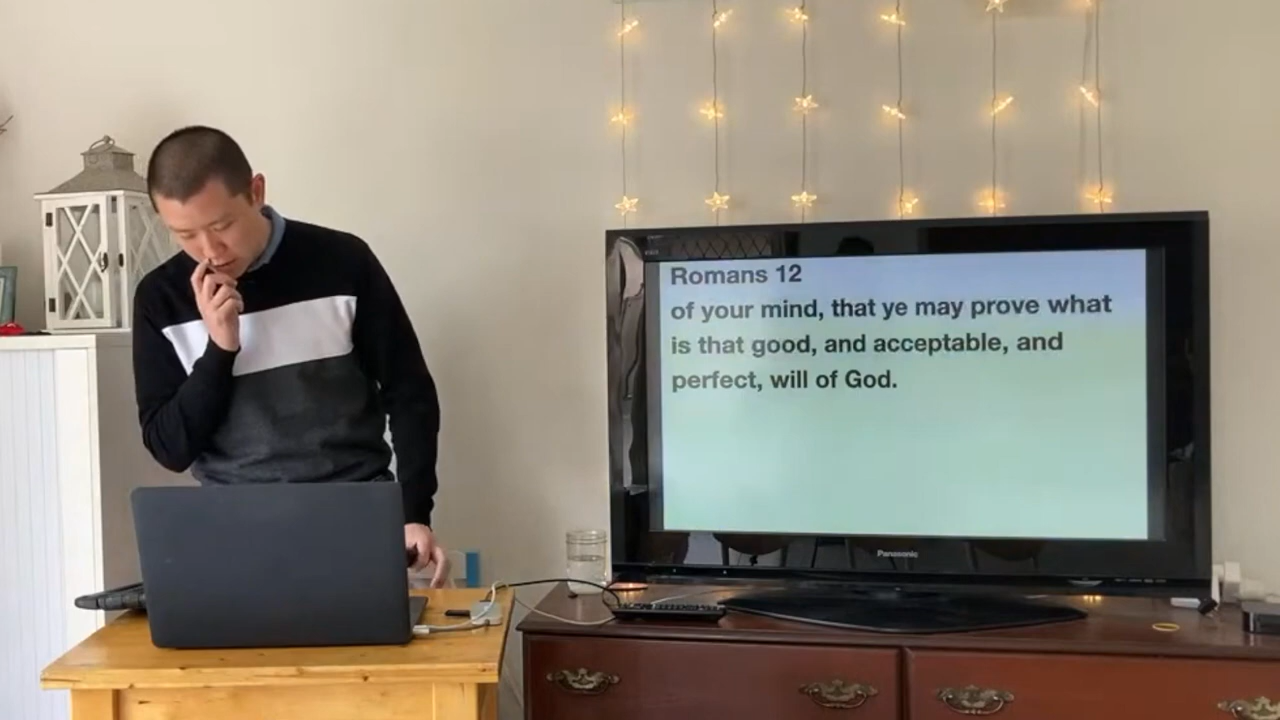 Romans 12
of your mind, that ye may prove what
is that good, and acceptable, and
perfect, will of God.
Panasonic